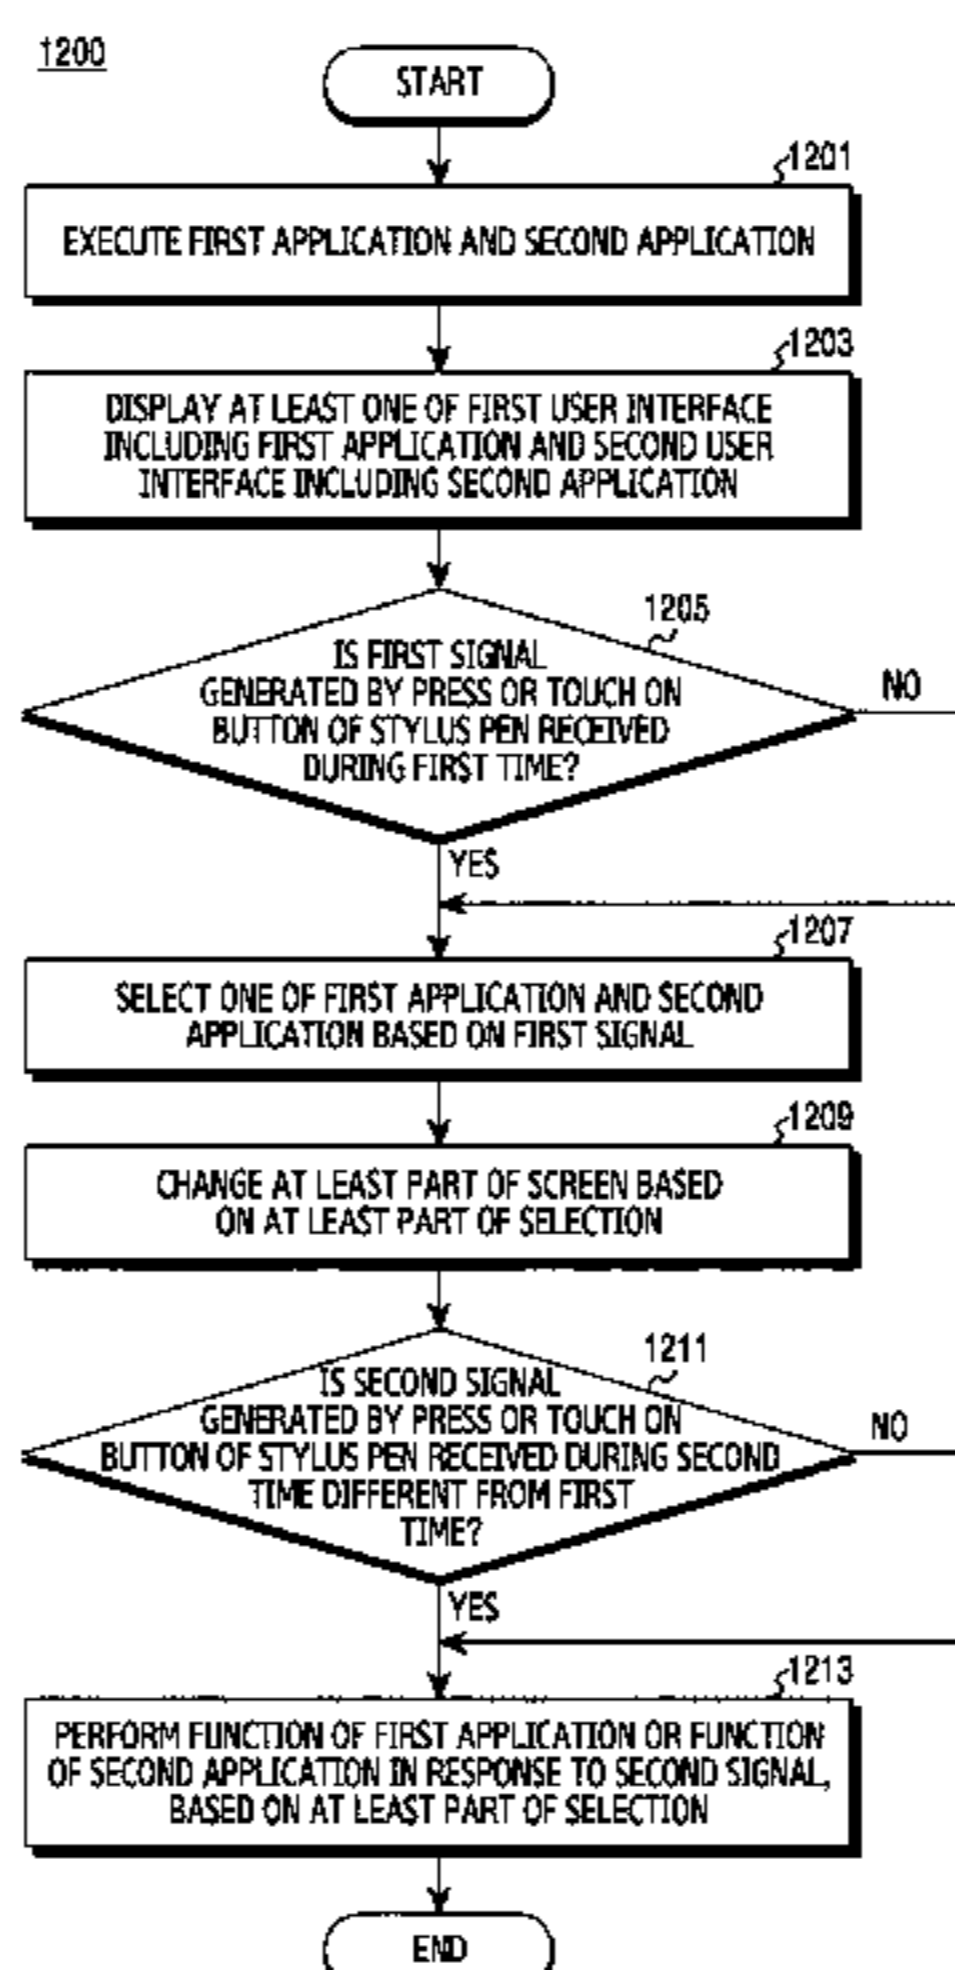 1200
START
1201
EXECUTE FIRST APPLICATION AND SECOND APPLICATION
1203
DISPLAY AT LEAST ONE OF FIRST USER INTERFACE
INCLUDING FIRST APPLICATION AND SECOND USER
INTERFACE INCLUDING SECOND APPLICATION
1205
IS FIRST SIGNAL
GENERATED BY PRESS OR TOUCH ON
BUTTON OF STYLUS PEN RECEIVED
DURING FIRST TIME?
NO
YES
1207
SELECT ONE OF FIRST APPLICATION AND SECOND
APPLICATION BASED ON FIRST SIGNAL
1209
CHANGE AT LEAST PART OF SCREEN BASED
ON AT LEAST PART OF SELECTION
1211
IS SECOND SIGNAL
GENERATED BY PRESS OR TOUCH ON
BUTTON OF STYLUS PEN RECEIVED DURING SECOND
TIME DIFFERENT FROM FIRST
TIME?
NO
YES
1213
PERFORM FUNCTION OF FIRST APPLICATION OR FUNCTION
OF SECOND APPLICATION IN RESPONSE TO SECOND SIGNAL,
BASED ON AT LEAST PART OF SELECTION
END